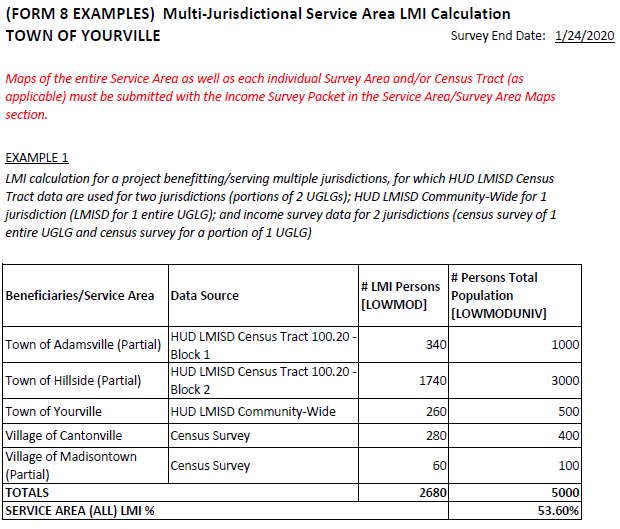 (FORM 8 EXAMPLES) Multi-Jurisdictional Service Area LMI Calculation
TOWN OF YOURVILLE
Survey End Date: 1/24/2020
Maps of the entire Service Area as well as each individual Survey Area and/or Census Tract (as
applicable) must be submitted with the Income Survey Packet in the Service Area/Survey Area Maps
section.
EXAMPLE 1
LMI calculation for a project benefitting/serving multiple jurisdictions, for which HUD LMISD Census
Tract data are used for two jurisdictions (portions of 2 UGLGs); HUD LMISD Community-Wide for 1
jurisdiction (LMISD for 1 entire UGLG); and income survey data for 2 jurisdictions (census survey of 1
entire UGLG and census survey for a portion of 1 UGLG)
Beneficiaries/Service Area
Data Source
# LMI Persons
[LOWMOD]
# Persons Total
Population
[LOWMODUNIV]
Town of Adamsville (Partial)
HUD LMISD Census Tract 100.20 -
Block 1
340
1000
Town of Hillside (Partial)
HUD LMISD Census Tract 100.20 -
Block 2
1740
3000
Town of Yourville
HUD LMISD Community-Wide
260
500
Village of Cantonville
Census Survey
280
400
Village of Madisontown
(Partial)
Census Survey
60
100
TOTALS
2680
5000
SERVICE AREA (ALL) LMI %
53.60%